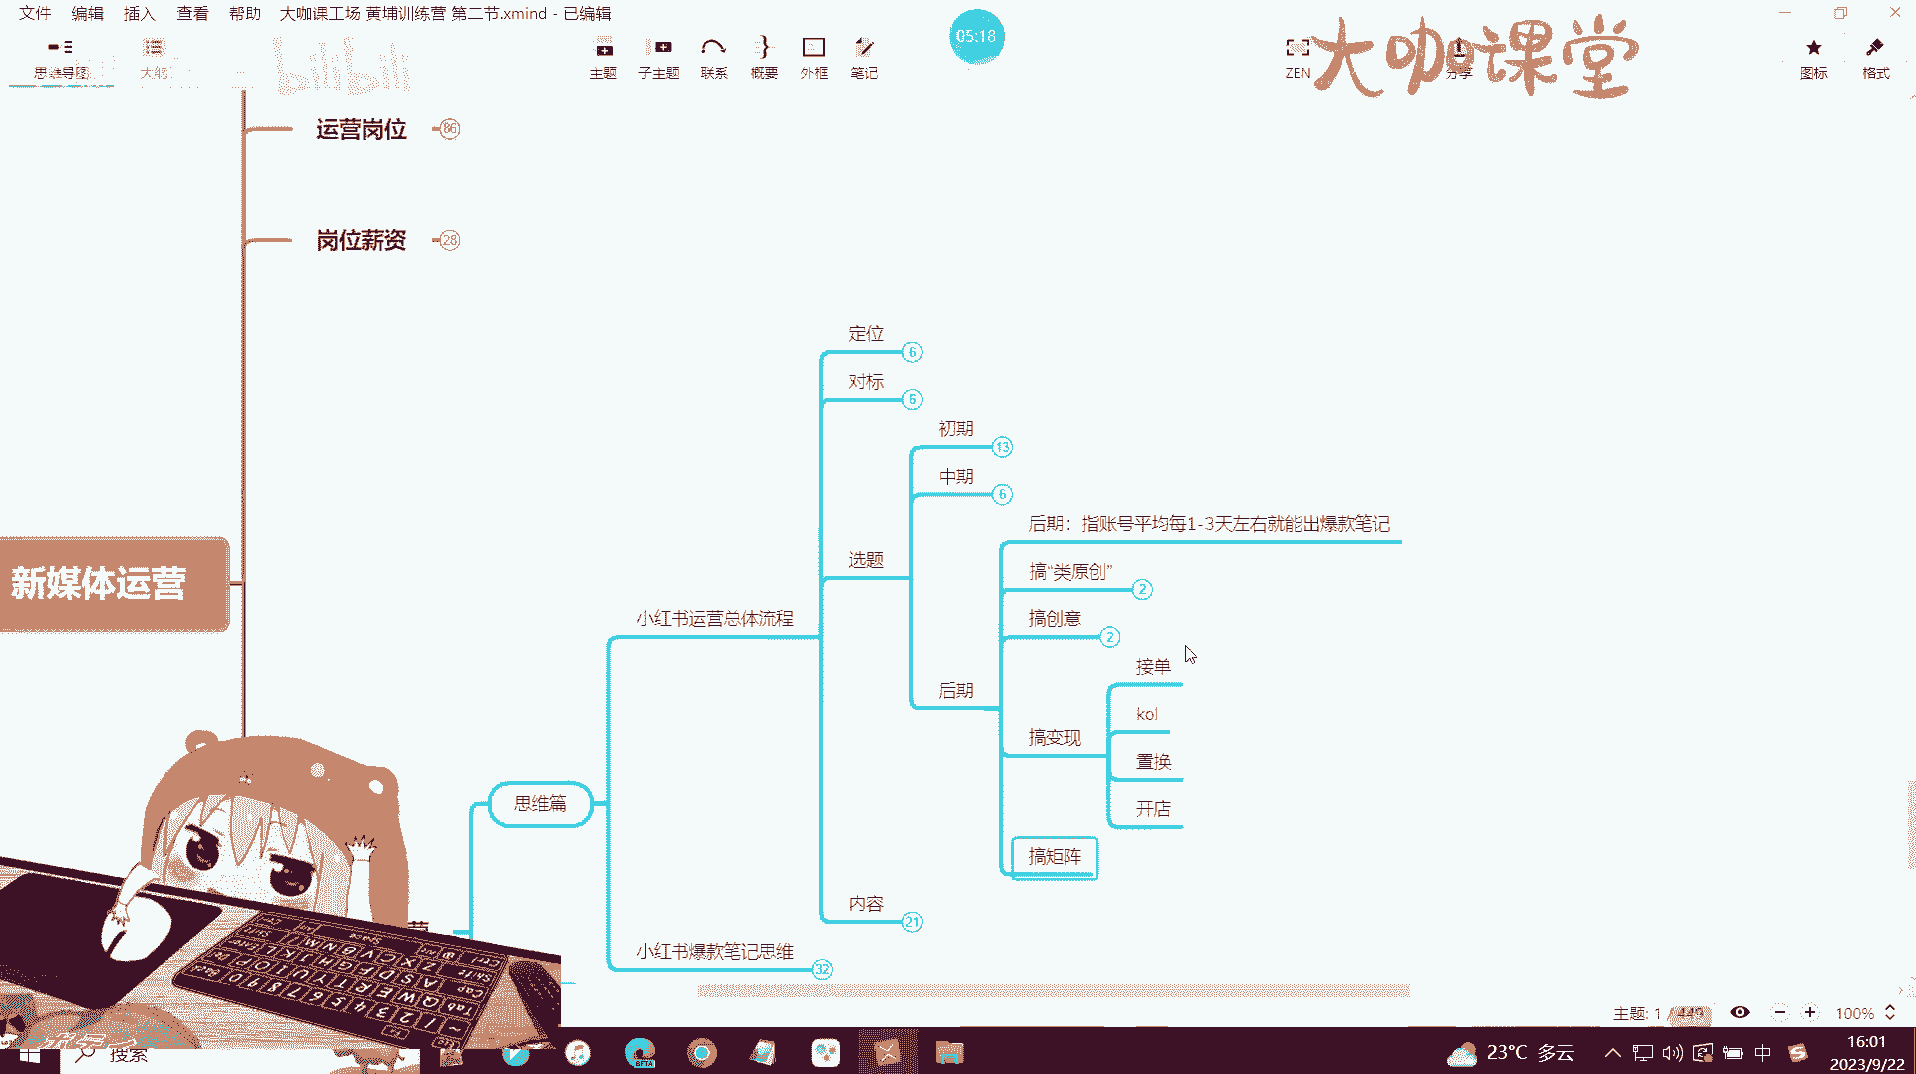 文件 编辑 插入 查看 帮助 大咖课工场 黄埔训练营 第二节.xmind - 已编辑
05:18
思维导图 大纲 bilibili 主题 子主题 联系 概要 外框 笔记 ZEN 分享 大咖课堂 图标 格式
运营岗位 86
岗位薪资 28
定位 6
对标 6
初期 13
中期 6
后期：指账号平均每1-3天左右就能出爆款笔记
选题
搞“类原创” 2
新媒体运营
小红书运营总体流程
搞创意 2
接单
后期
kol
搞变现
置换
思维篇
开店
搞矩阵
内容 21
小红书爆款笔记思维 32
主题: 1 / 449 100%
搜索
BETA
23°C 多云 中
16:01
2023/9/22